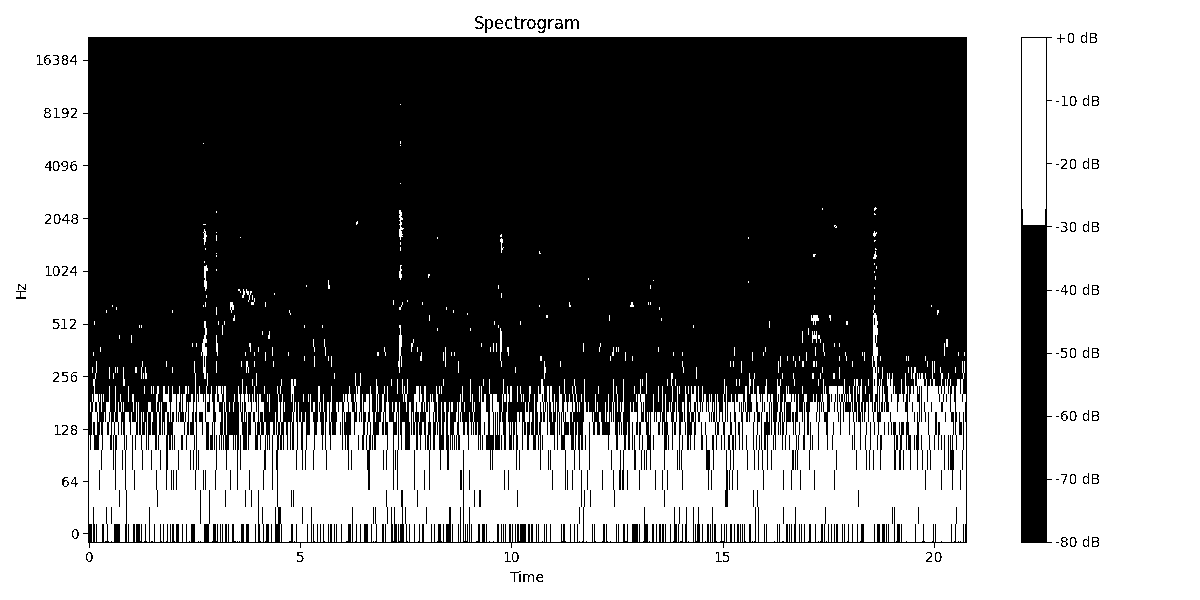 Spectrogram
16384
8192
4096
2048
1024
512
256
128
64
0
Hz
0
5
10
15
20
Time
+0 dB
-10 dB
-20 dB
-30 dB
-40 dB
-50 dB
-60 dB
-70 dB
-80 dB